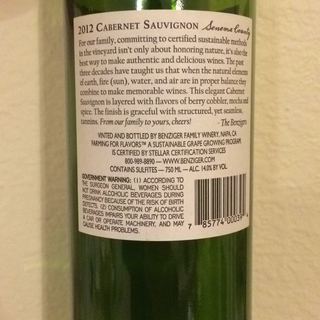 2012 CABERNET SAUVIGNON Sonoma County
For our family, committing to certified sustainable methods
in the vineyard isn't only about honoring nature, it's also the
best way to make authentic and delicious wines. The past
three decades have taught us that when the natural elements
of earth, fire (sun), water, and air are in proper balance they
combine to make memorable wines. This elegant Cabernet
Sauvignon is layered with flavors of berry cobbler, mocha and
spice. The finish is graceful with structured, yet seamless,
tannins. From our family to yours, cheers! - The Benzigers
VINTED AND BOTTLED BY BENZIGER FAMILY WINERY, NAPA, CA
FARMING FOR FLAVORS™ A SUSTAINABLE GRAPE GROWING PROGRAM
IS CERTIFIED BY STELLAR CERTIFICATION SERVICES
800-989-8890 — WWW.BENZIGER.COM
CONTAINS SULFITES – 750 ML – ALC. 14.0% BY VOL.
GOVERNMENT WARNING: (1) ACCORDING TO
THE SURGEON GENERAL, WOMEN SHOULD
NOT DRINK ALCOHOLIC BEVERAGES DURING
PREGNANCY BECAUSE OF THE RISK OF BIRTH
DEFECTS. (2) CONSUMPTION OF ALCOHOLIC
BEVERAGES IMPAIRS YOUR ABILITY TO DRIVE
A CAR OR OPERATE MACHINERY, AND MAY
CAUSE HEALTH PROBLEMS.
7 85774 00039